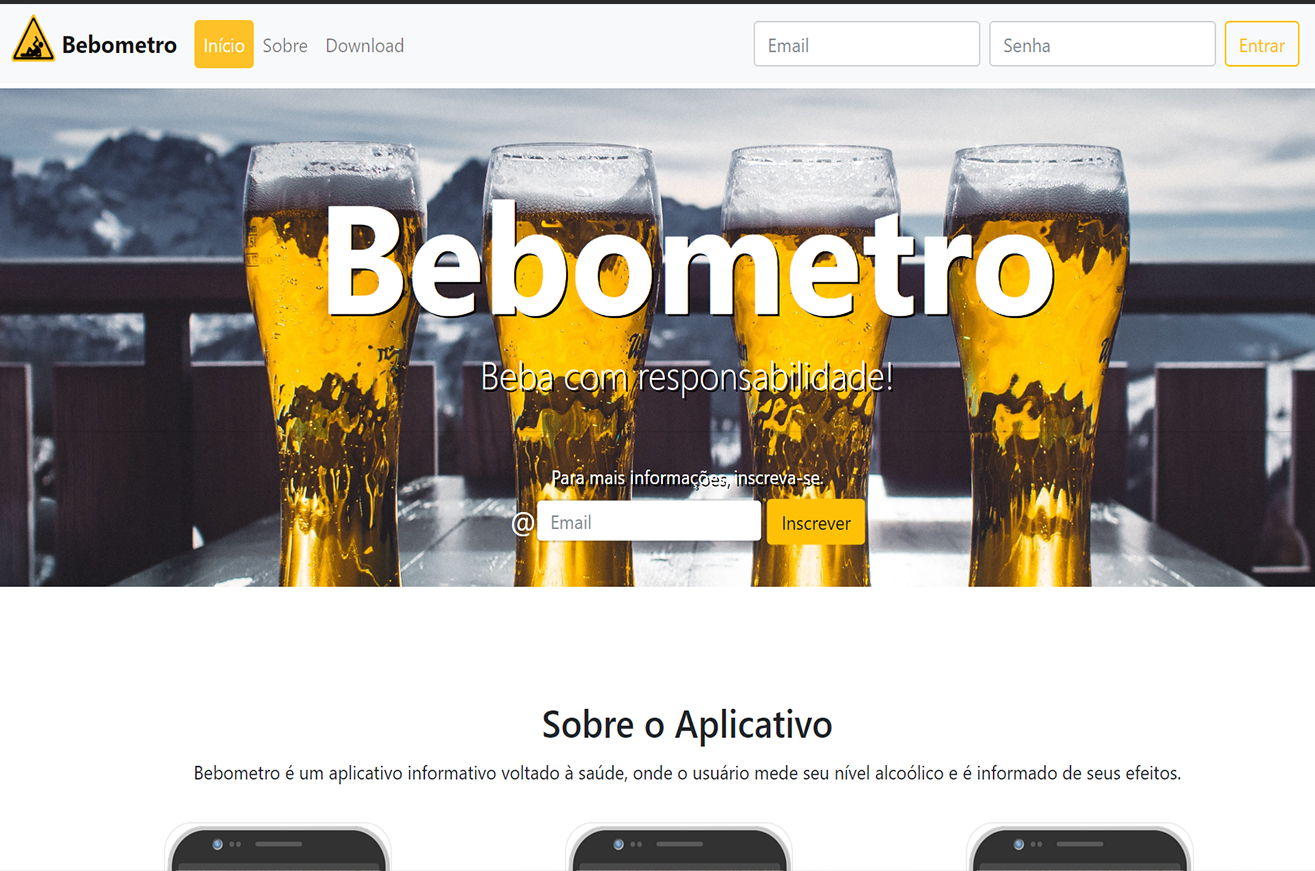 Bebometro Início Sobre Download Email Senha Entrar
Bebometro
Beba com responsabilidade!
Para mais informações, inscreva-se.
@ Email Inscrever
Sobre o Aplicativo
Bebometro é um aplicativo informativo voltado à saúde, onde o usuário mede seu nível alcoólico e é informado de seus efeitos.